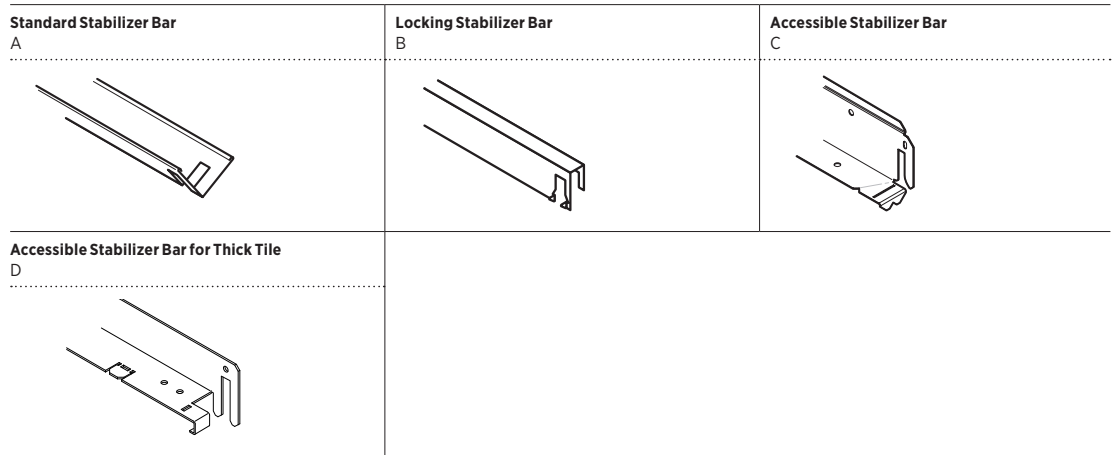 Standard Stabilizer Bar
A
Locking Stabilizer Bar
B
Accessible Stabilizer Bar
C
Accessible Stabilizer Bar for Thick Tile
D